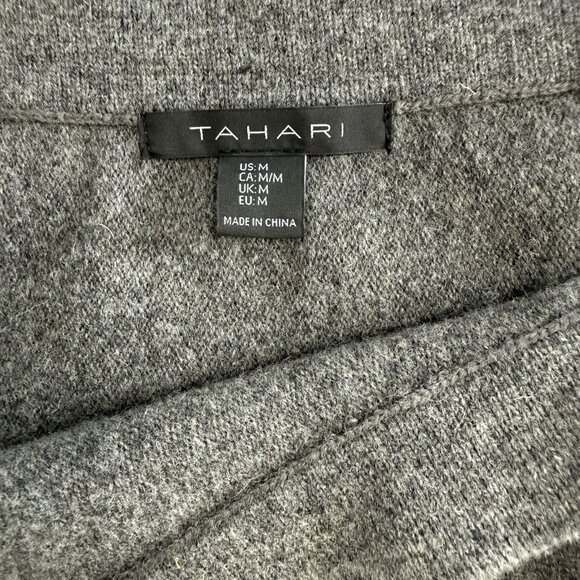 TAHARI
US: M
CA: M/M
UK: M
EU: M
MADE IN CHINA